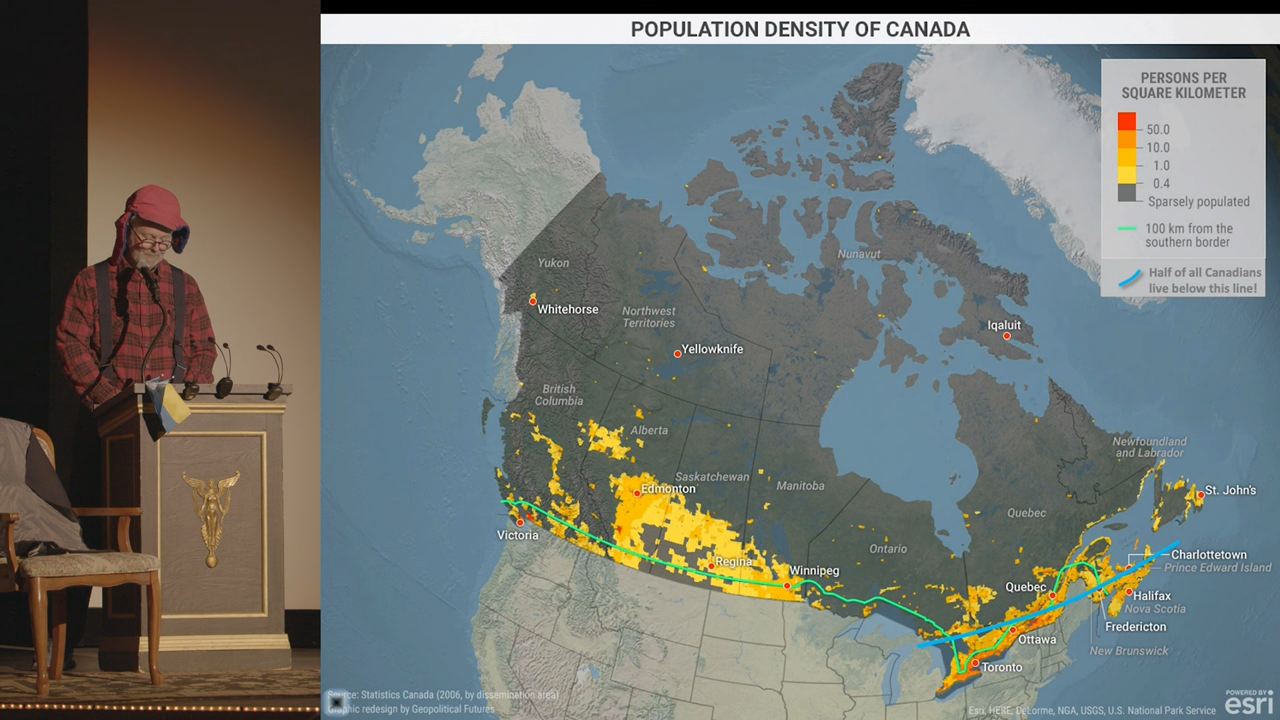 POPULATION DENSITY OF CANADA
PERSONS PER
SQUARE KILOMETER
50.0
10.0
1.0
0.4
Sparsely populated
100 km from the
southern border
Half of all Canadians
live below this line!
Yukon
Whitehorse
Northwest
Territories
Yellowknife
Nunavut
Iqaluit
British
Columbia
Alberta
Edmonton
Saskatchewan
Manitoba
Newfoundland
and Labrador
St. John's
Quebec
Ontario
Victoria
Regina
Winnipeg
Charlottetown
Prince Edward Island
Quebec
Halifax
Nova Scotia
Fredericton
Ottawa
New Brunswick
Toronto
Source: Statistics Canada (2006, by dissemination area)
Graphic redesign by Geopolitical Futures
Esri, HERE, DeLorme, NGA, USGS, U.S. National Park Service
POWERED BY
esri